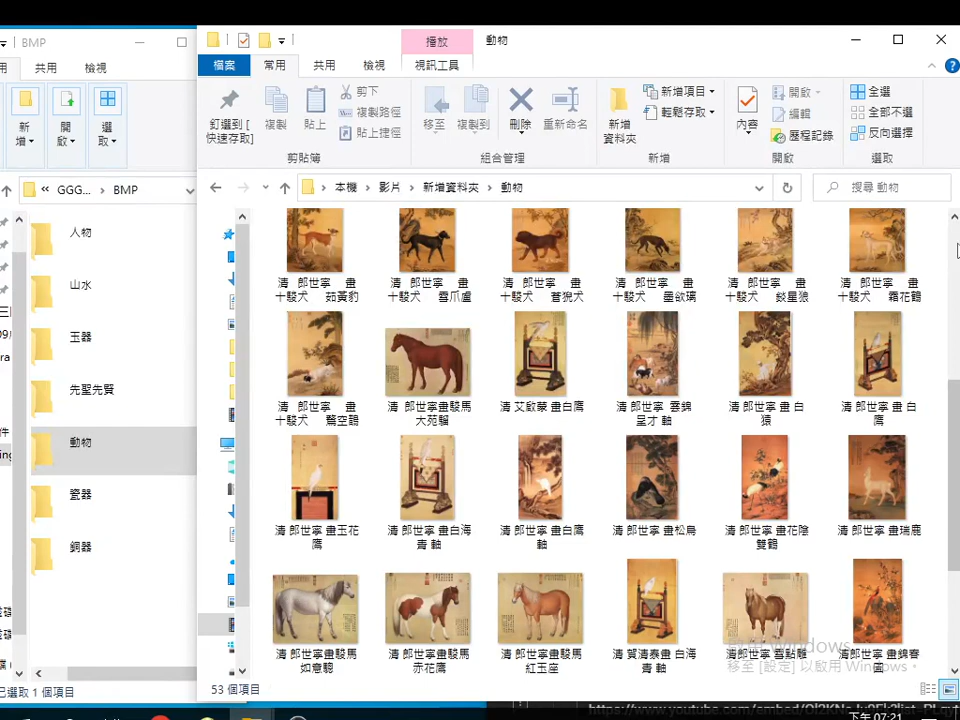 BMP
播放
動物
用
共用
檢視
檔案
常用
共用
檢視
視訊工具
新
增
開
啟
選
取
釘選到 [
快速存取]
複製
貼上
剪下
複製路徑
貼上捷徑
剪貼簿
移至
複製到
刪除
重新命名
組合管理
新增
資料夾
新增項目
輕鬆存取
新增
內容
開啟
編輯
歷程記錄
開啟
全選
全部不選
反向選擇
選取
« GGG... › BMP
本機 › 影片 › 新增資料夾 › 動物
搜尋 動物
人物
山水
玉器
先聖先賢
動物
瓷器
銅器
清 郎世寧 畫
十駿犬 茹黃豹
清 郎世寧 畫
十駿犬 雪爪盧
清 郎世寧 畫
十駿犬 蒼猊犬
清 郎世寧 畫
十駿犬 墨欲璃
清 郎世寧 畫
十駿犬 睒星狼
清 郎世寧 畫
十駿犬 霜花鷂
清 郎世寧 畫
十駿犬 驀空鵲
清 郎世寧畫駿馬
大苑騮
清 艾啟蒙 畫白鷹
清 郎世寧 雲錦
呈才 軸
清 郎世寧 畫 白
猿
清 郎世寧 畫 白
鷹
清 郎世寧 畫玉花
鷹
清 郎世寧 畫白海
青 軸
清 郎世寧 畫白鷹
軸
清 郎世寧 畫松鳥
清 郎世寧 畫花陰
雙鶴
清 郎世寧 畫瑞鹿
清 郎世寧 畫駿馬
如意驄
清 郎世寧 畫駿馬
赤花鷹
清 郎世寧畫駿馬
紅玉座
清 賀清泰畫 白海
青 軸
清 郎世寧 雪點鵰
清 郎世寧 畫錦春
圖
啟用 Windows
移至 [設定] 以啟用 Windows。
已選取 1 個項目
53 個項目
下午 07:21